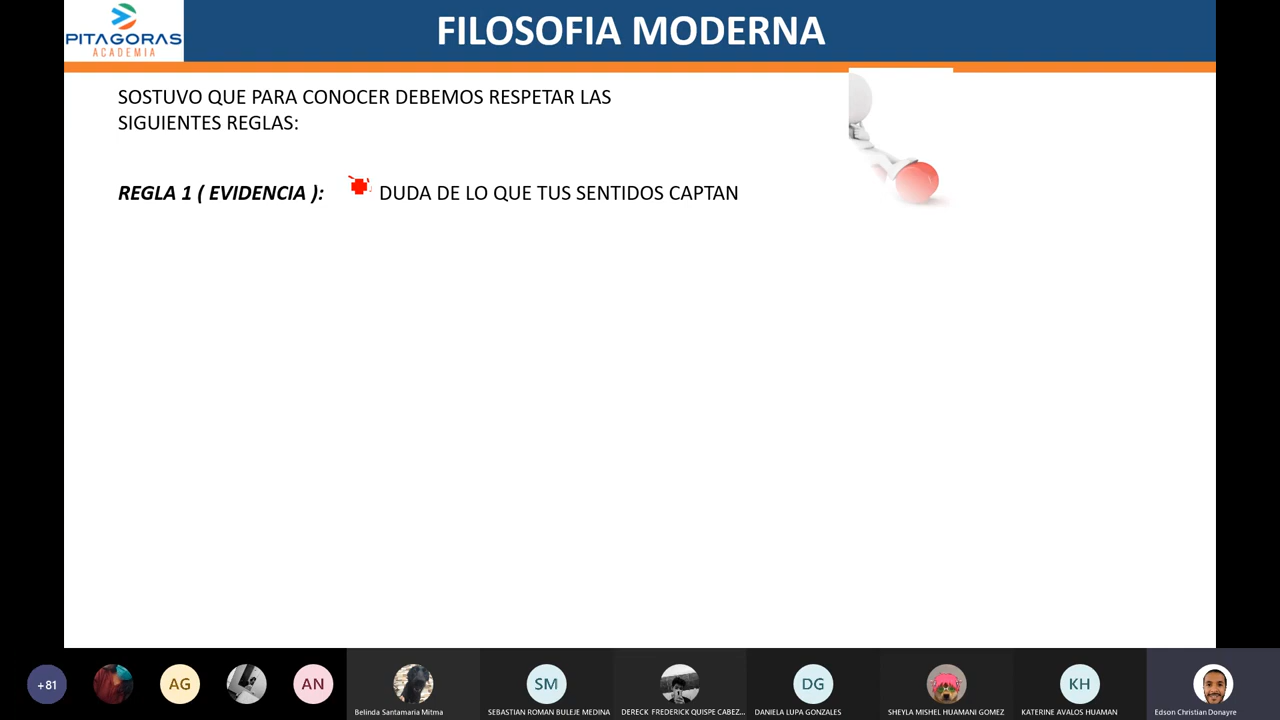 PITAGORAS
ACADEMIA
FILOSOFIA MODERNA
SOSTUVO QUE PARA CONOCER DEBEMOS RESPETAR LAS
SIGUIENTES REGLAS:
REGLA 1 ( EVIDENCIA ): DUDA DE LO QUE TUS SENTIDOS CAPTAN
+81
AG
AN
SM
DG
KH
Belinda Santamaria Mitma
SEBASTIAN ROMAN BULEJE MEDINA
DERECK FREDERICK QUISPE CABEZ...
DANIELA LUPA GONZALES
SHEYLA MISHEL HUAMANI GOMEZ
KATERINE AVALOS HUAMAN
Edson Christian Donayre